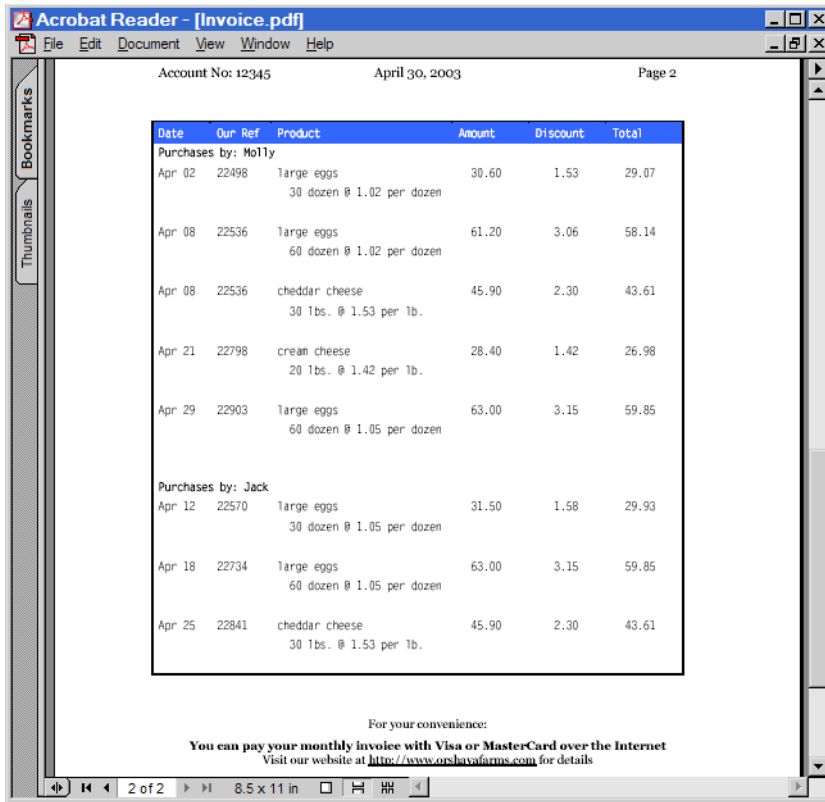 Acrobat Reader - [Invoice.pdf]
File Edit Document View Window Help
Bookmarks
Thumbnails
Account No: 12345 April 30, 2003 Page 2
Date Our Ref Product Amount Discount Total
Purchases by: Molly
Apr 02 22498 large eggs 30.60 1.53 29.07
30 dozen @ 1.02 per dozen
Apr 08 22536 large eggs 61.20 3.06 58.14
60 dozen @ 1.02 per dozen
Apr 08 22536 cheddar cheese 45.90 2.30 43.61
30 lbs. @ 1.53 per lb.
Apr 21 22798 cream cheese 28.40 1.42 26.98
20 lbs. @ 1.42 per lb.
Apr 29 22903 large eggs 63.00 3.15 59.85
60 dozen @ 1.05 per dozen
Purchases by: Jack
Apr 12 22570 large eggs 31.50 1.58 29.93
30 dozen @ 1.05 per dozen
Apr 18 22734 large eggs 63.00 3.15 59.85
60 dozen @ 1.05 per dozen
Apr 25 22841 cheddar cheese 45.90 2.30 43.61
30 lbs. @ 1.53 per lb.
For your convenience:
You can pay your monthly invoice with Visa or MasterCard over the Internet
Visit our website at http://www.orshavafarms.com for details
2 of 2 8.5 x 11 in